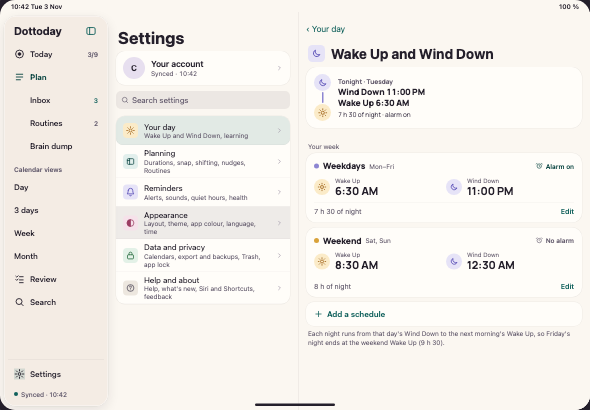 10:42 Tue 3 Nov
100 %
Dottoday
Today 3/9
Plan
Inbox 3
Routines 2
Brain dump
Calendar views
Day
3 days
Week
Month
Review
Search
Settings
Synced · 10:42
Settings
C
Your account
Synced · 10:42
Search settings
Your day
Wake Up and Wind Down, learning
Planning
Durations, snap, shifting, nudges,
Routines
Reminders
Alerts, sounds, quiet hours, health
Appearance
Layout, theme, app colour, language,
time
Data and privacy
Calendars, export and backups, Trash,
app lock
Help and about
Help, what's new, Siri and Shortcuts,
feedback
Your day
Wake Up and Wind Down
Tonight · Tuesday
Wind Down 11:00 PM
Wake Up 6:30 AM
7 h 30 of night · alarm on
Your week
Weekdays Mon–Fri Alarm on
Wake Up Wind Down
6:30 AM 11:00 PM
7 h 30 of night Edit
Weekend Sat, Sun No alarm
Wake Up Wind Down
8:30 AM 12:30 AM
8 h of night Edit
Add a schedule
Each night runs from that day's Wind Down to the next morning's Wake Up, so Friday's
night ends at the weekend Wake Up (9 h 30).